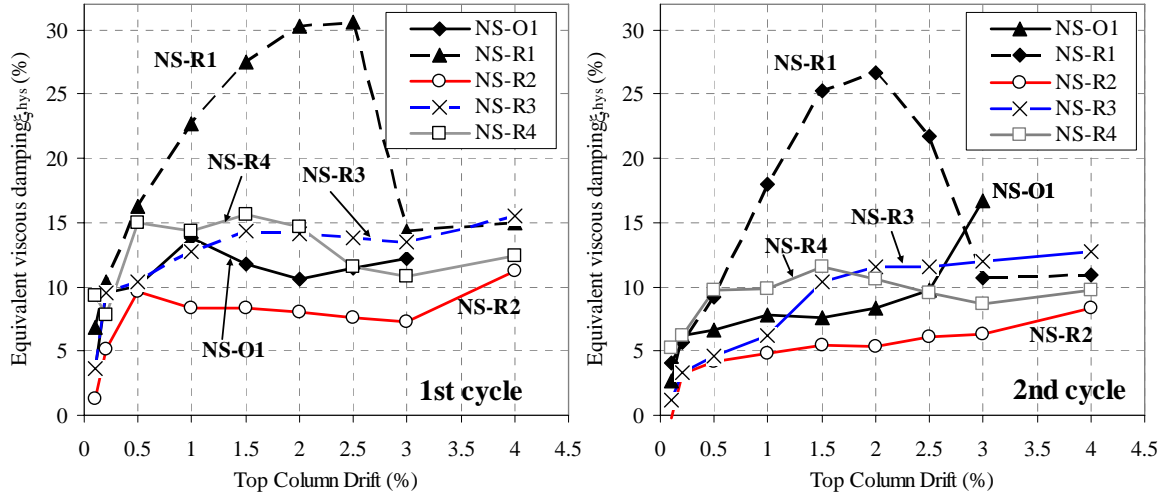 Equivalent viscous damping ξhys (%)
30
25
20
15
10
5
0
NS-O1
NS-R1
NS-R2
NS-R3
NS-R4
NS-R1
NS-R4
NS-R3
NS-O1
NS-R2
1st cycle
0 0.5 1 1.5 2 2.5 3 3.5 4 4.5
Top Column Drift (%)
Equivalent viscous damping ξhys (%)
30
25
20
15
10
5
0
NS-O1
NS-R1
NS-R2
NS-R3
NS-R4
NS-R1
NS-O1
NS-R3
NS-R4
NS-R2
2nd cycle
0 0.5 1 1.5 2 2.5 3 3.5 4 4.5
Top Column Drift (%)